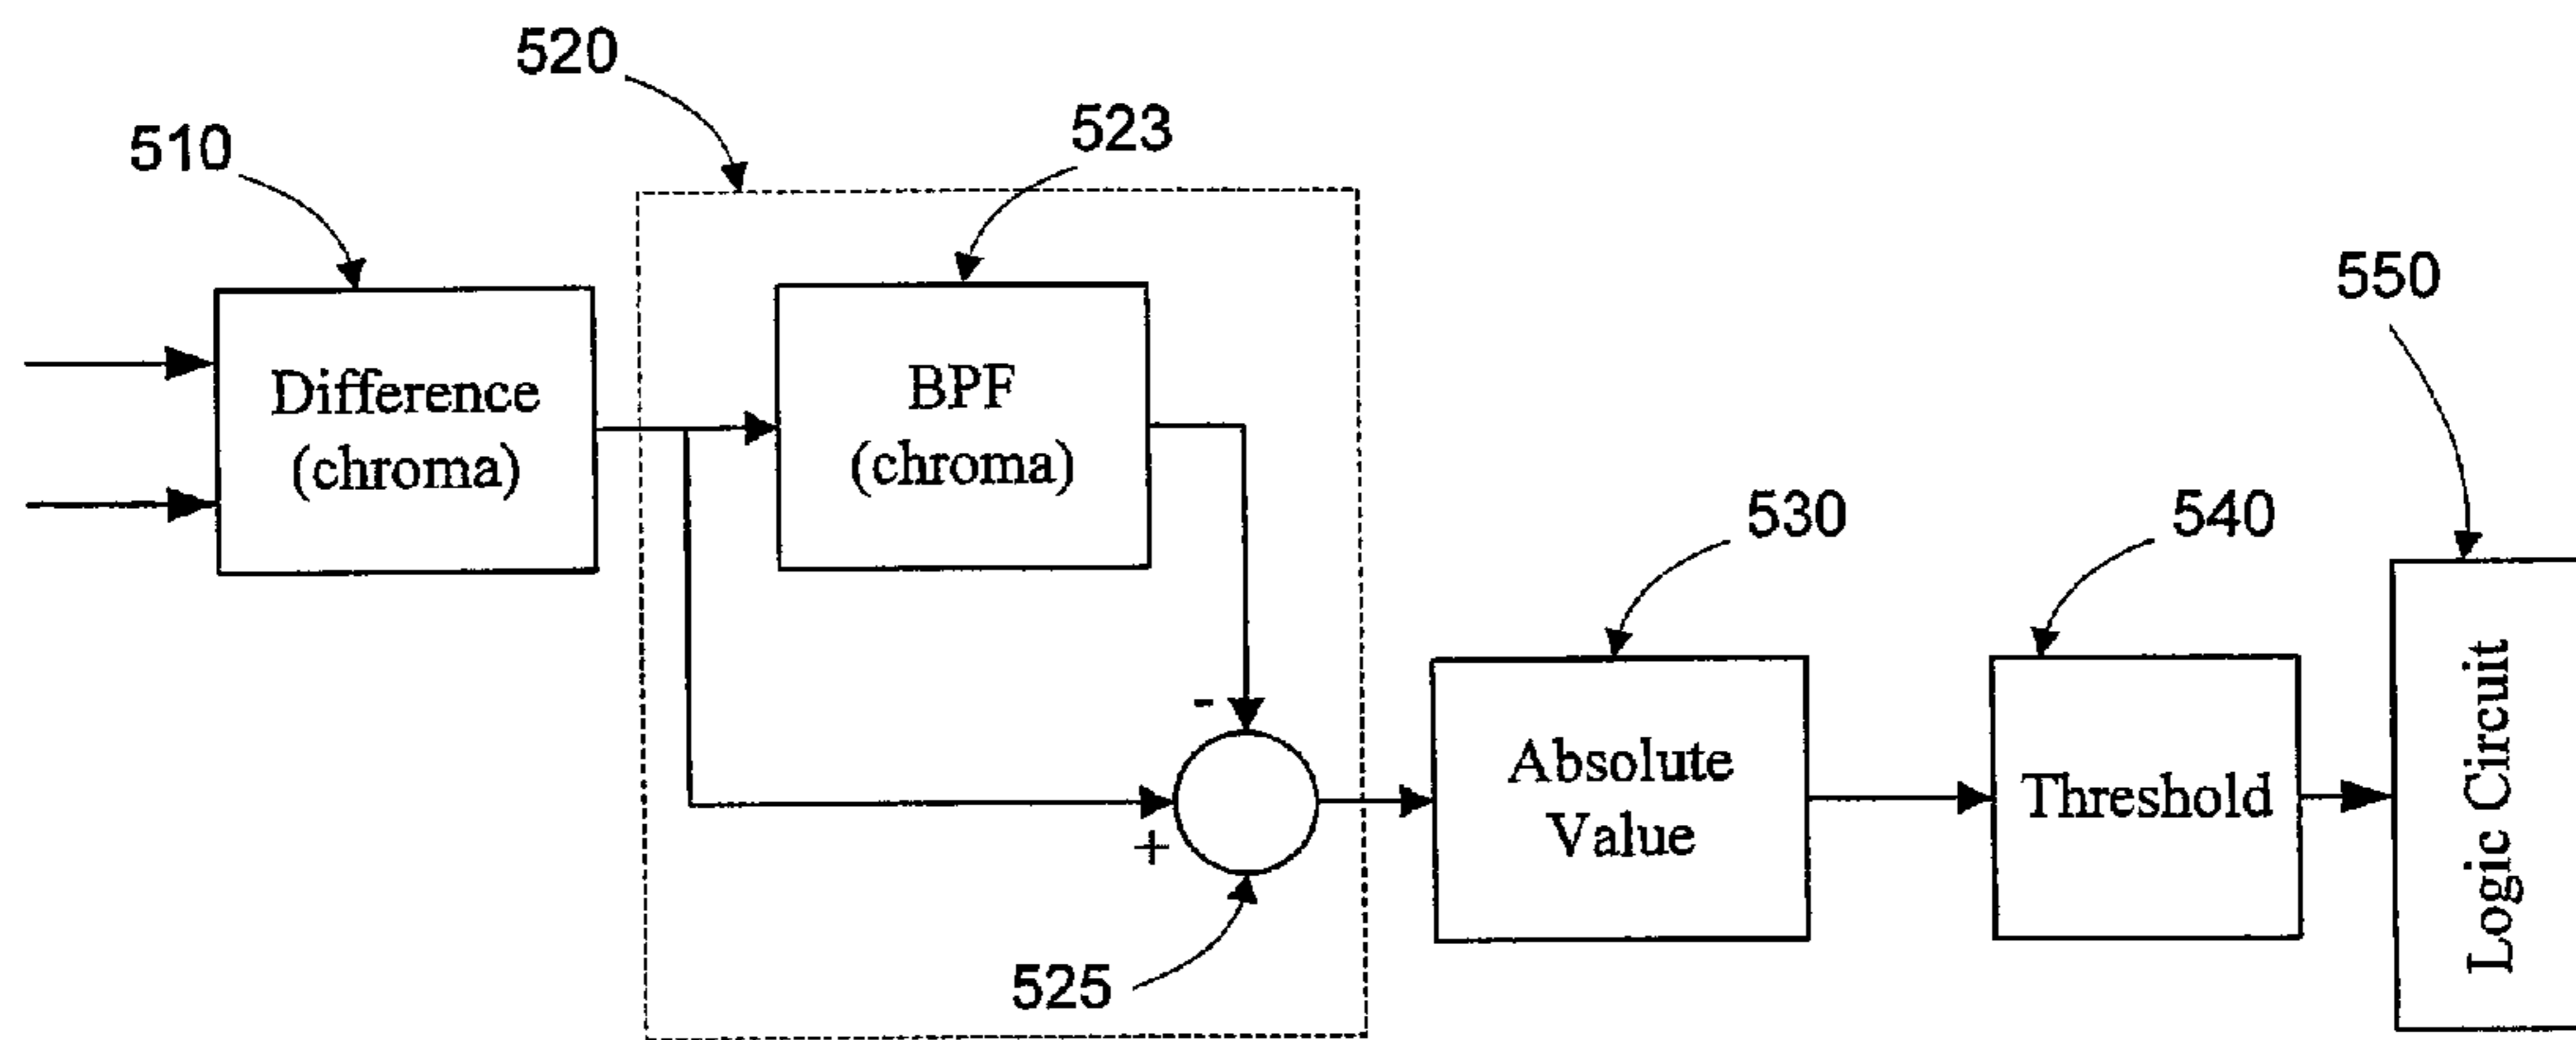 520
510
523
550
Difference
(chroma)
BPF
(chroma)
530
540
-
+
Absolute
Value
Threshold
Logic Circuit
525